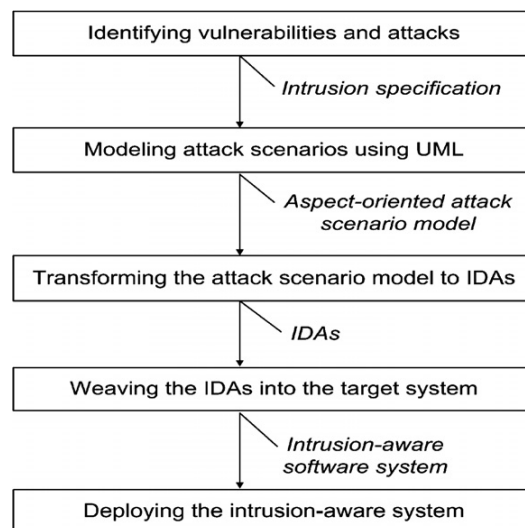 Identifying vulnerabilities and attacks
Intrusion specification
Modeling attack scenarios using UML
Aspect-oriented attack
scenario model
Transforming the attack scenario model to IDAs
IDAs
Weaving the IDAs into the target system
Intrusion-aware
software system
Deploying the intrusion-aware system